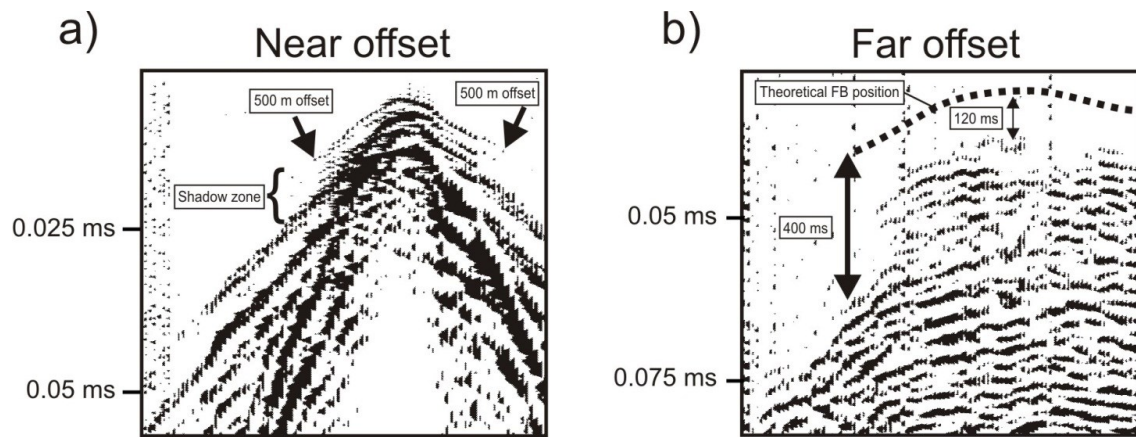 a)
Near offset
500 m offset
500 m offset
Shadow zone
0.025 ms
0.05 ms
b)
Far offset
Theoretical FB position
120 ms
0.05 ms
400 ms
0.075 ms